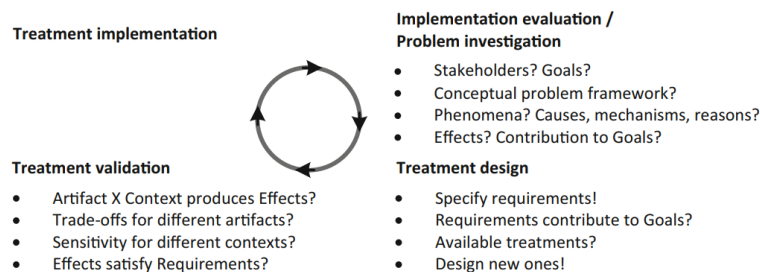 Treatment implementation
Implementation evaluation /
Problem investigation
• Stakeholders? Goals?
• Conceptual problem framework?
• Phenomena? Causes, mechanisms, reasons?
• Effects? Contribution to Goals?
Treatment validation
• Artifact X Context produces Effects?
• Trade-offs for different artifacts?
• Sensitivity for different contexts?
• Effects satisfy Requirements?
Treatment design
• Specify requirements!
• Requirements contribute to Goals?
• Available treatments?
• Design new ones!